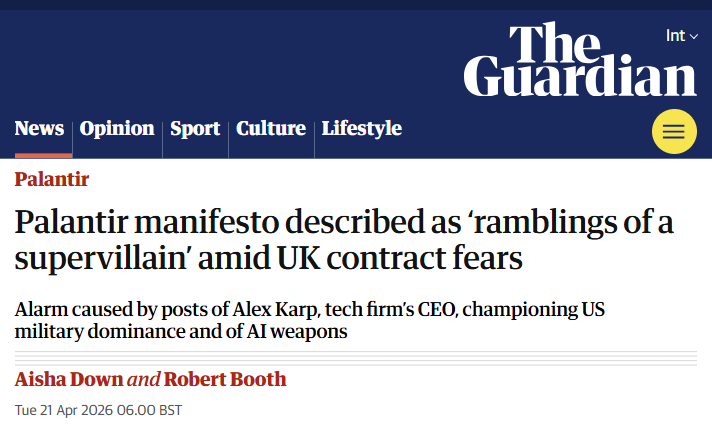 Int
The
Guardian
News
Opinion
Sport
Culture
Lifestyle
Palantir
Palantir manifesto described as ‘ramblings of a
supervillain’ amid UK contract fears
Alarm caused by posts of Alex Karp, tech firm’s CEO, championing US
military dominance and of AI weapons
Aisha Down and Robert Booth
Tue 21 Apr 2026 06.00 BST